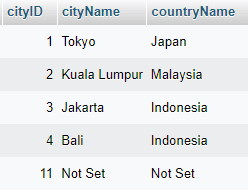 cityID cityName countryName
1 Tokyo Japan
2 Kuala Lumpur Malaysia
3 Jakarta Indonesia
4 Bali Indonesia
11 Not Set Not Set